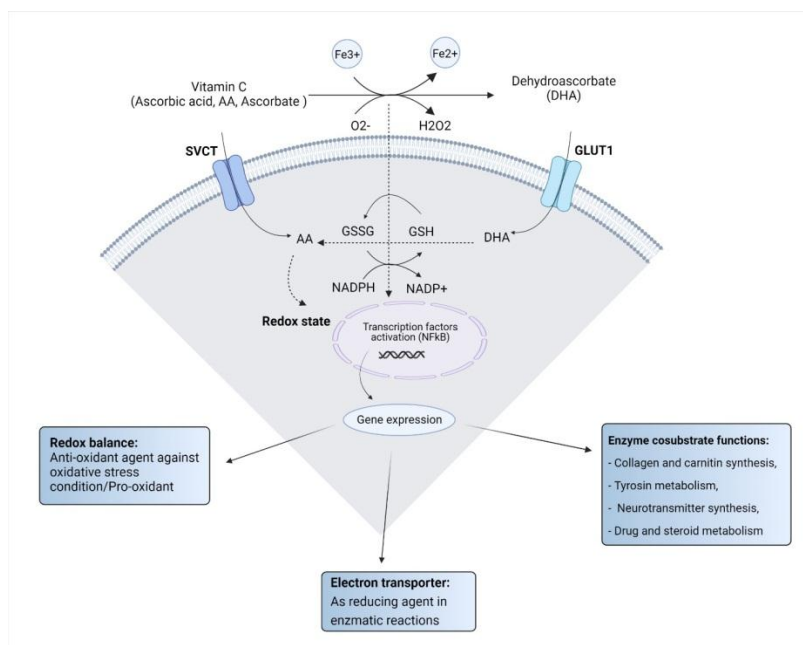 Fe3+
Fe2+
Vitamin C
(Ascorbic acid, AA, Ascorbate )
Dehydroascorbate
(DHA)
O2-
H2O2
SVCT
GLUT1
AA
GSSG
GSH
DHA
NADPH
NADP+
Redox state
Transcription factors
activation (NFkB)
Gene expression
Redox balance:
Anti-oxidant agent against
oxidative stress
condition/Pro-oxidant
Enzyme cosubstrate functions:
- Collagen and carnitin synthesis,
- Tyrosin metabolism,
- Neurotransmitter synthesis,
- Drug and steroid metabolism
Electron transporter:
As reducing agent in
enzmatic reactions